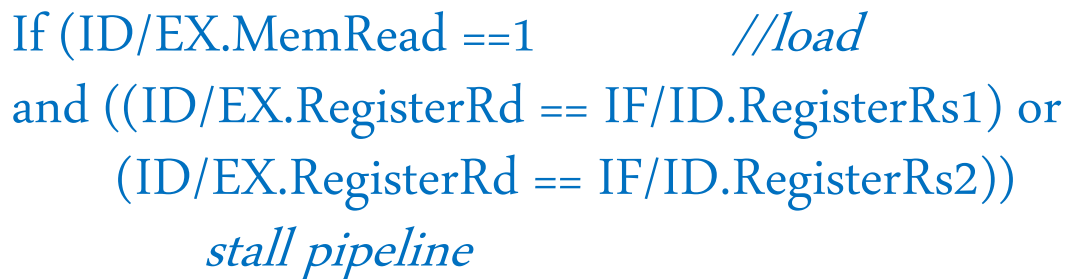 If (ID/EX.MemRead ==1 //load
and ((ID/EX.RegisterRd == IF/ID.RegisterRs1) or
(ID/EX.RegisterRd == IF/ID.RegisterRs2))
stall pipeline